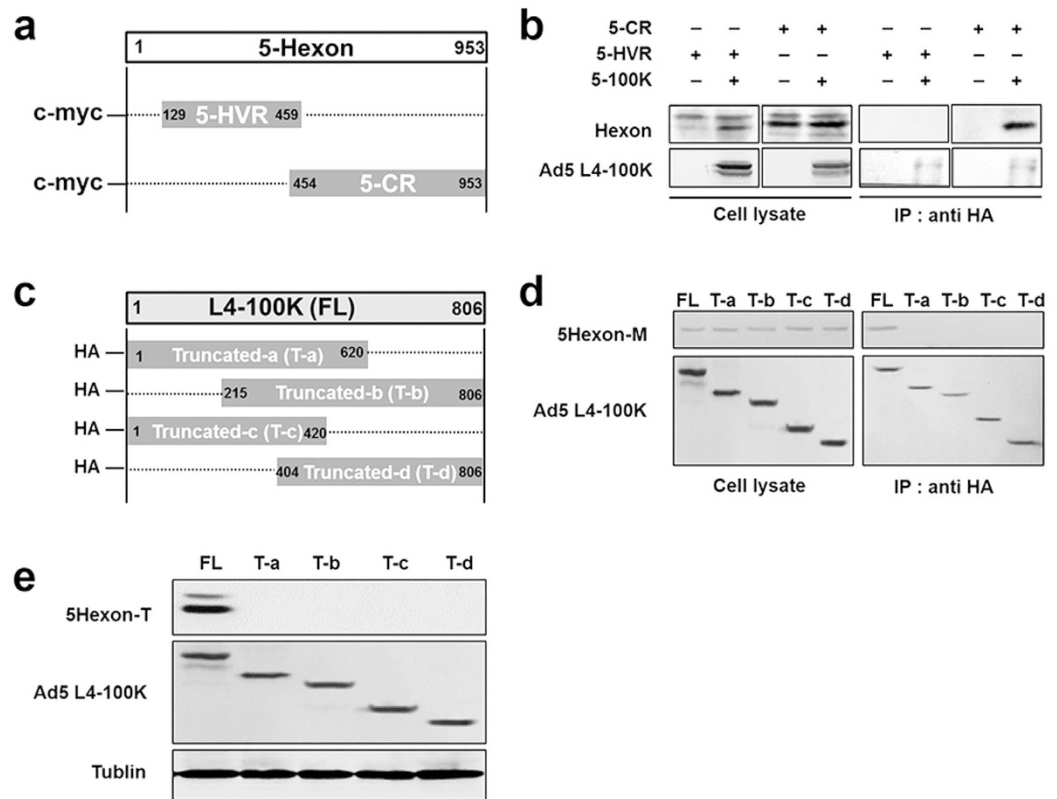 a
1 5-Hexon 953
c-myc 129 5-HVR 459
c-myc 454 5-CR 953
b
5-CR – – + + – – + +
5-HVR + + – – + + – –
5-100K – + – + – + – +
Hexon
Ad5 L4-100K
Cell lysate IP : anti HA
c
1 L4-100K (FL) 806
HA 1 Truncated-a (T-a) 620
HA 215 Truncated-b (T-b) 806
HA 1 Truncated-c (T-c) 420
HA 404 Truncated-d (T-d) 806
d
FL T-a T-b T-c T-d FL T-a T-b T-c T-d
5Hexon-M
Ad5 L4-100K
Cell lysate IP : anti HA
e
FL T-a T-b T-c T-d
5Hexon-T
Ad5 L4-100K
Tublin